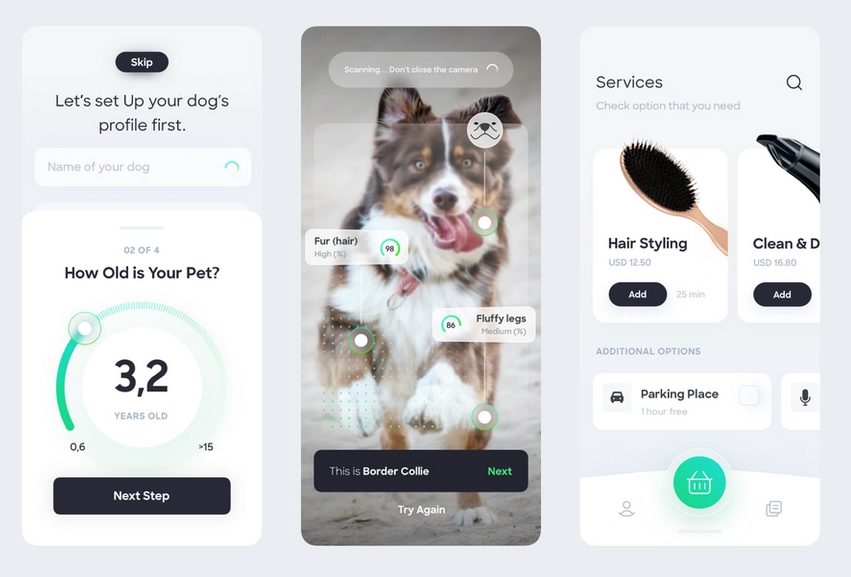 Skip
Let's set Up your dog's
profile first.
Name of your dog
02 OF 4
How Old is Your Pet?
3,2
YEARS OLD
0,6
>15
Next Step
Scanning... Don't close the camera
Fur (hair)
High (%)
98
86
Fluffy legs
Medium (%)
This is Border Collie
Next
Try Again
Services
Check option that you need
Hair Styling
USD 12.50
Add
25 min
Clean & D
USD 16.80
Add
ADDITIONAL OPTIONS
Parking Place
1 hour free